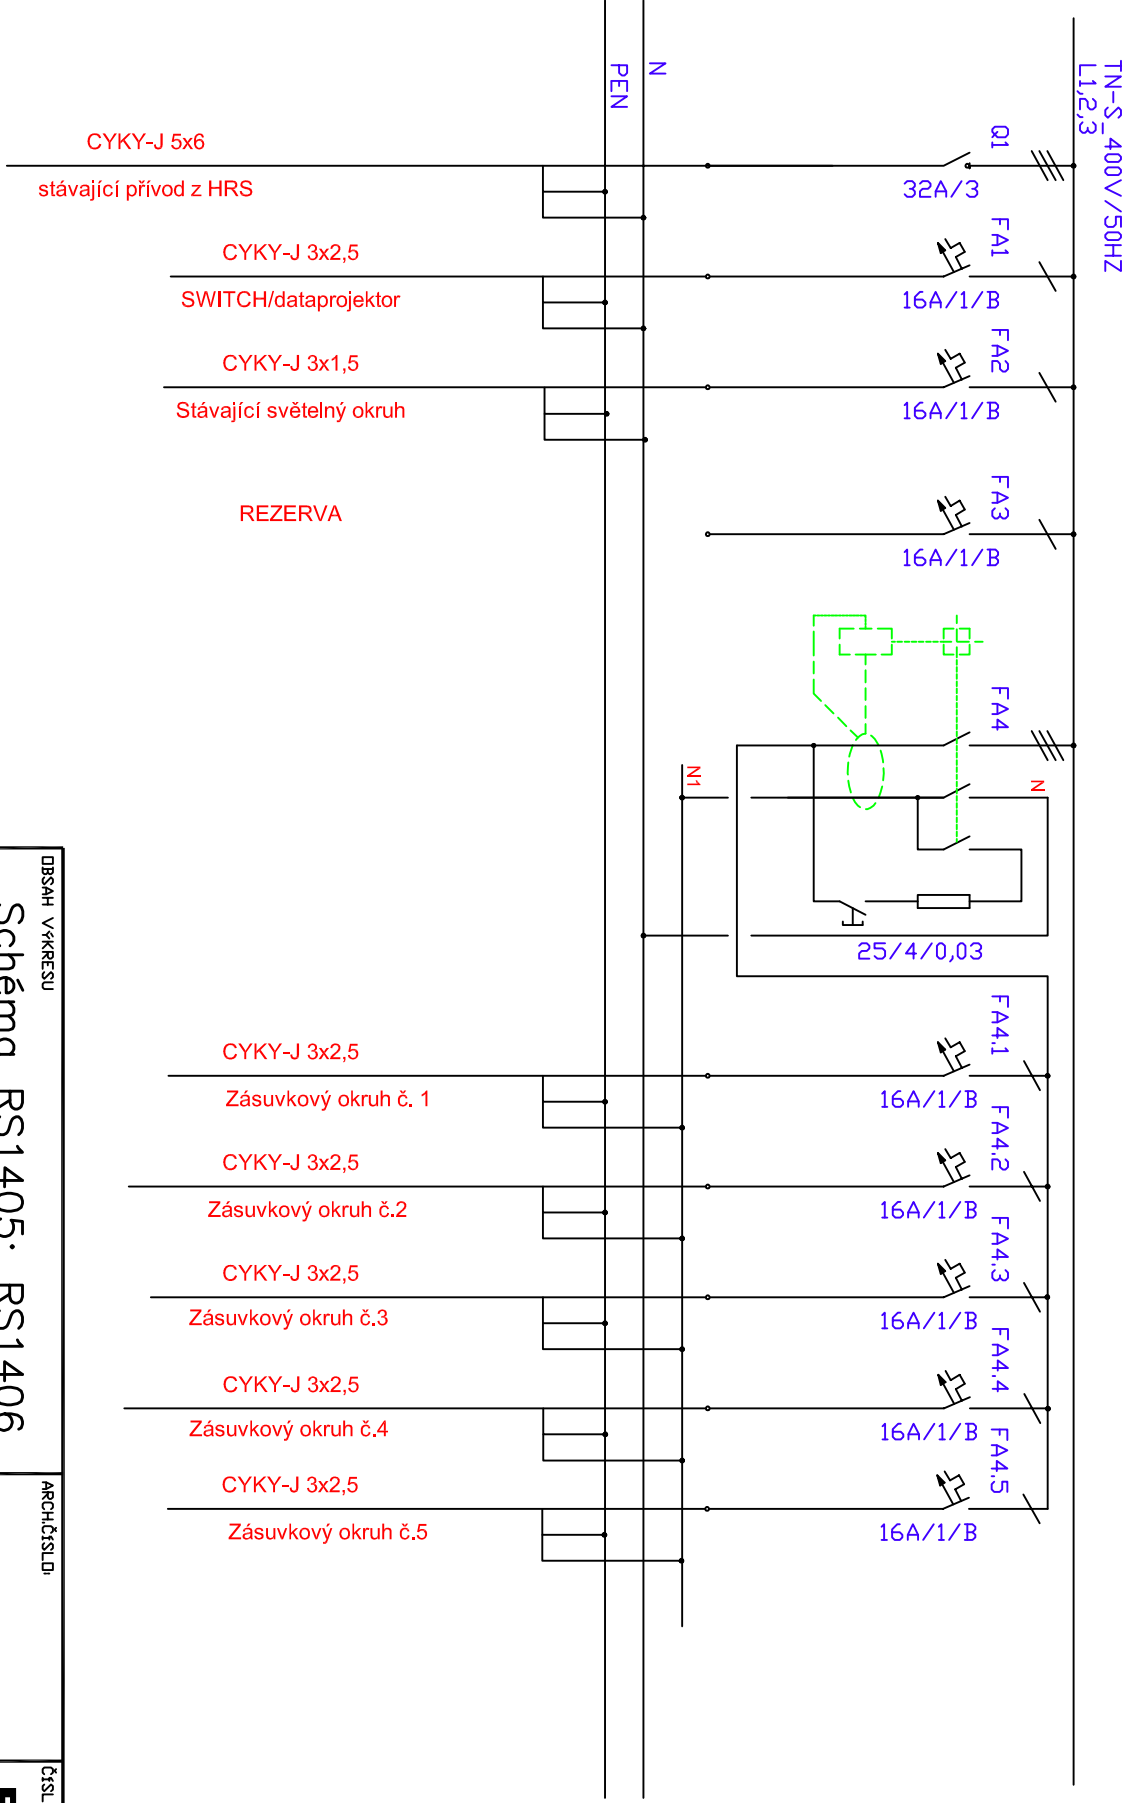 TN-S 400V/50HZ
L1,2,3
N
PEN
Q1
32A/3
CYKY-J 5x6
stávající přívod z HRS
FA1
16A/1/B
CYKY-J 3x2,5
SWITCH/dataprojektor
FA2
16A/1/B
CYKY-J 3x1,5
Stávající světelný okruh
FA3
16A/1/B
REZERVA
FA4
N
N1
25/4/0,03
FA4.1
16A/1/B
CYKY-J 3x2,5
Zásuvkový okruh č. 1
FA4.2
16A/1/B
CYKY-J 3x2,5
Zásuvkový okruh č.2
FA4.3
16A/1/B
CYKY-J 3x2,5
Zásuvkový okruh č.3
FA4.4
16A/1/B
CYKY-J 3x2,5
Zásuvkový okruh č.4
FA4.5
16A/1/B
CYKY-J 3x2,5
Zásuvkový okruh č.5
OBSAH VÝKRESU
Schéma RS1405; RS1406
ARCH.ČÍSLO: